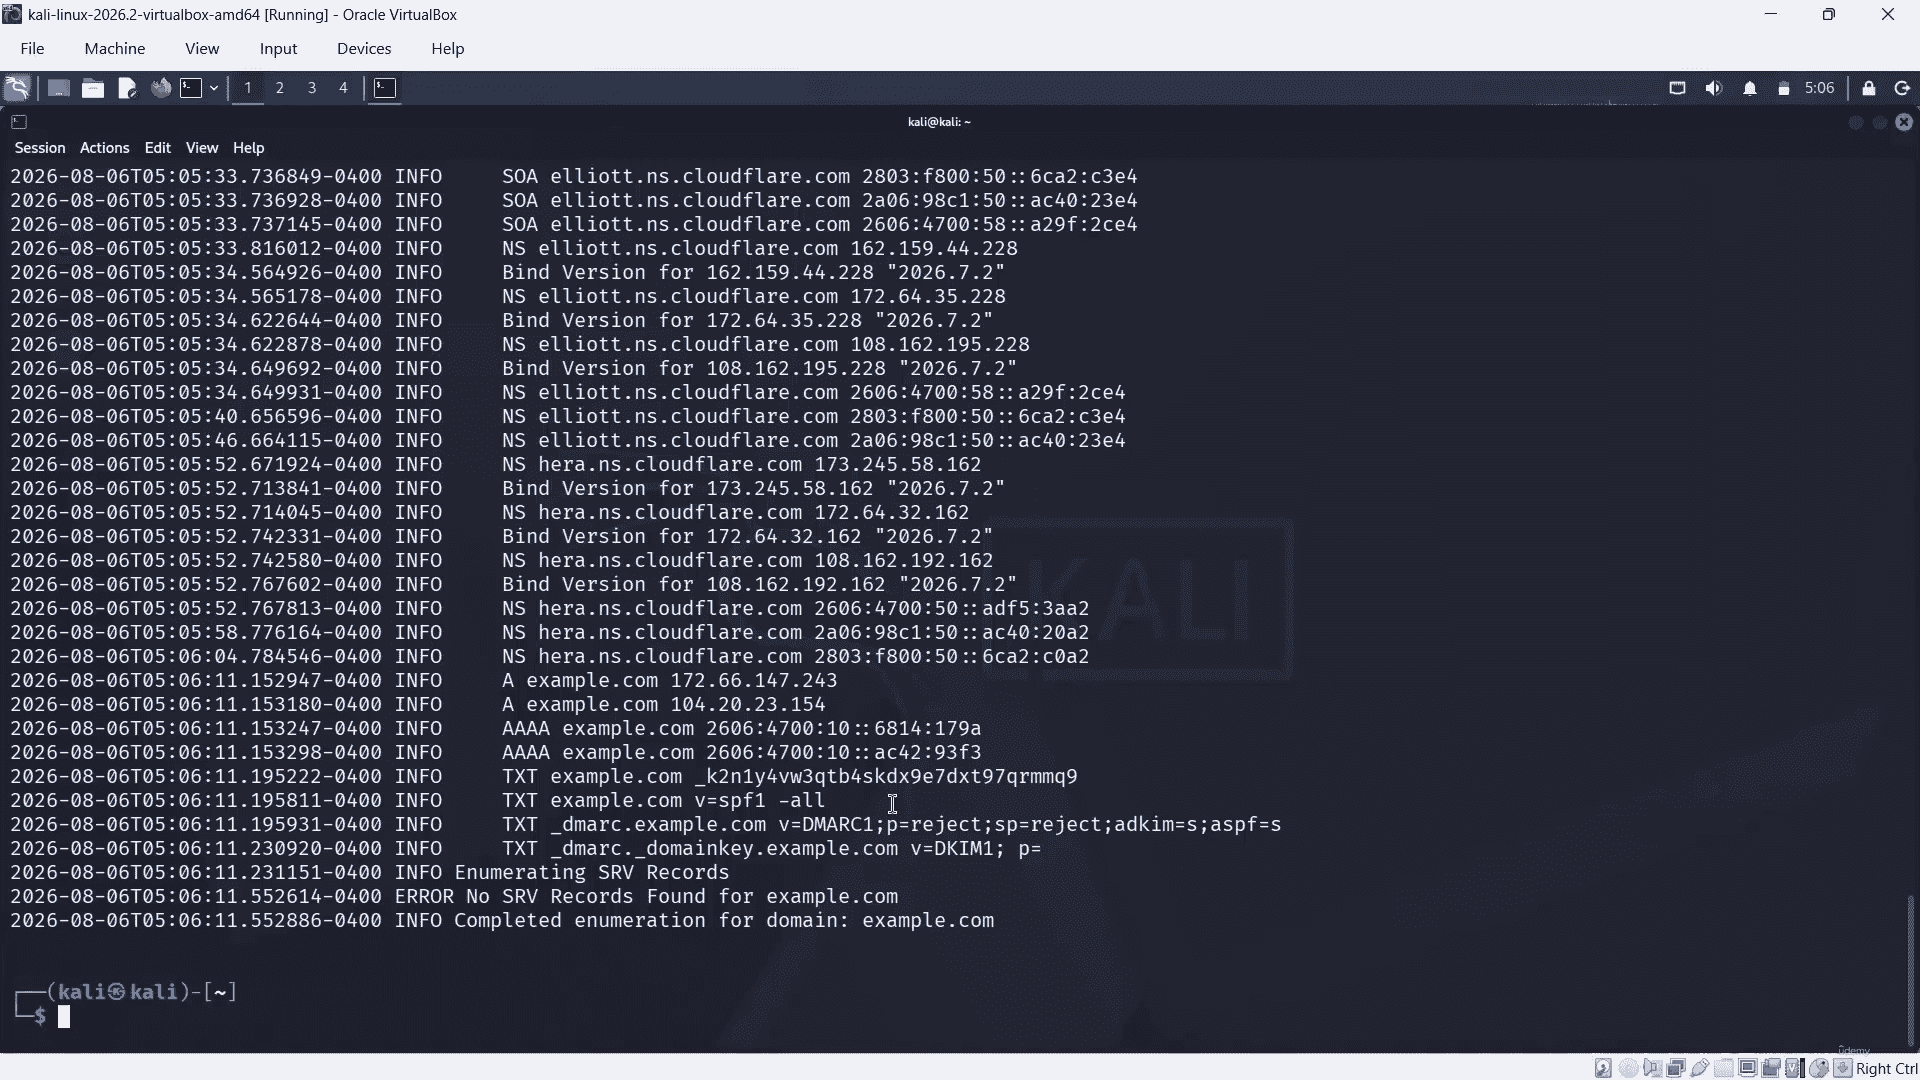 kali-linux-2026.2-virtualbox-amd64 [Running] - Oracle VirtualBox
File Machine View Input Devices Help
1 2 3 4 5:06
kali@kali: ~
Session Actions Edit View Help
2026-08-06T05:05:33.736849-0400 INFO SOA elliott.ns.cloudflare.com 2803:f800:50::6ca2:c3e4
2026-08-06T05:05:33.736928-0400 INFO SOA elliott.ns.cloudflare.com 2a06:98c1:50::ac40:23e4
2026-08-06T05:05:33.737145-0400 INFO SOA elliott.ns.cloudflare.com 2606:4700:58::a29f:2ce4
2026-08-06T05:05:33.816012-0400 INFO NS elliott.ns.cloudflare.com 162.159.44.228
2026-08-06T05:05:34.564926-0400 INFO Bind Version for 162.159.44.228 "2026.7.2"
2026-08-06T05:05:34.565178-0400 INFO NS elliott.ns.cloudflare.com 172.64.35.228
2026-08-06T05:05:34.622644-0400 INFO Bind Version for 172.64.35.228 "2026.7.2"
2026-08-06T05:05:34.622878-0400 INFO NS elliott.ns.cloudflare.com 108.162.195.228
2026-08-06T05:05:34.649692-0400 INFO Bind Version for 108.162.195.228 "2026.7.2"
2026-08-06T05:05:34.649931-0400 INFO NS elliott.ns.cloudflare.com 2606:4700:58::a29f:2ce4
2026-08-06T05:05:40.656596-0400 INFO NS elliott.ns.cloudflare.com 2803:f800:50::6ca2:c3e4
2026-08-06T05:05:46.664115-0400 INFO NS elliott.ns.cloudflare.com 2a06:98c1:50::ac40:23e4
2026-08-06T05:05:52.671924-0400 INFO NS hera.ns.cloudflare.com 173.245.58.162
2026-08-06T05:05:52.713841-0400 INFO Bind Version for 173.245.58.162 "2026.7.2"
2026-08-06T05:05:52.714045-0400 INFO NS hera.ns.cloudflare.com 172.64.32.162
2026-08-06T05:05:52.742331-0400 INFO Bind Version for 172.64.32.162 "2026.7.2"
2026-08-06T05:05:52.742580-0400 INFO NS hera.ns.cloudflare.com 108.162.192.162
2026-08-06T05:05:52.767602-0400 INFO Bind Version for 108.162.192.162 "2026.7.2"
2026-08-06T05:05:52.767813-0400 INFO NS hera.ns.cloudflare.com 2606:4700:50::adf5:3aa2
2026-08-06T05:05:58.776164-0400 INFO NS hera.ns.cloudflare.com 2a06:98c1:50::ac40:20a2
2026-08-06T05:06:04.784546-0400 INFO NS hera.ns.cloudflare.com 2803:f800:50::6ca2:c0a2
2026-08-06T05:06:11.152947-0400 INFO A example.com 172.66.147.243
2026-08-06T05:06:11.153180-0400 INFO A example.com 104.20.23.154
2026-08-06T05:06:11.153247-0400 INFO AAAA example.com 2606:4700:10::6814:179a
2026-08-06T05:06:11.153298-0400 INFO AAAA example.com 2606:4700:10::ac42:93f3
2026-08-06T05:06:11.195222-0400 INFO TXT example.com _k2n1y4vw3qtb4skdx9e7dxt97qrmmq9
2026-08-06T05:06:11.195811-0400 INFO TXT example.com v=spf1 -all
2026-08-06T05:06:11.195931-0400 INFO TXT _dmarc.example.com v=DMARC1;p=reject;sp=reject;adkim=s;aspf=s
2026-08-06T05:06:11.230920-0400 INFO TXT _dmarc._domainkey.example.com v=DKIM1; p=
2026-08-06T05:06:11.231151-0400 INFO Enumerating SRV Records
2026-08-06T05:06:11.552614-0400 ERROR No SRV Records Found for example.com
2026-08-06T05:06:11.552886-0400 INFO Completed enumeration for domain: example.com
KALI
┌──(kali㉿kali)-[~]
└─$
udemy
Right Ctrl